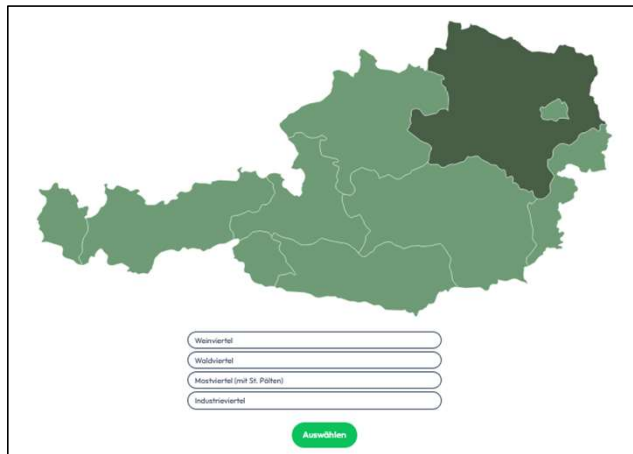 Weinviertel
Waldviertel
Mostviertel (mit St. Pölten)
Industrieviertel
Auswählen